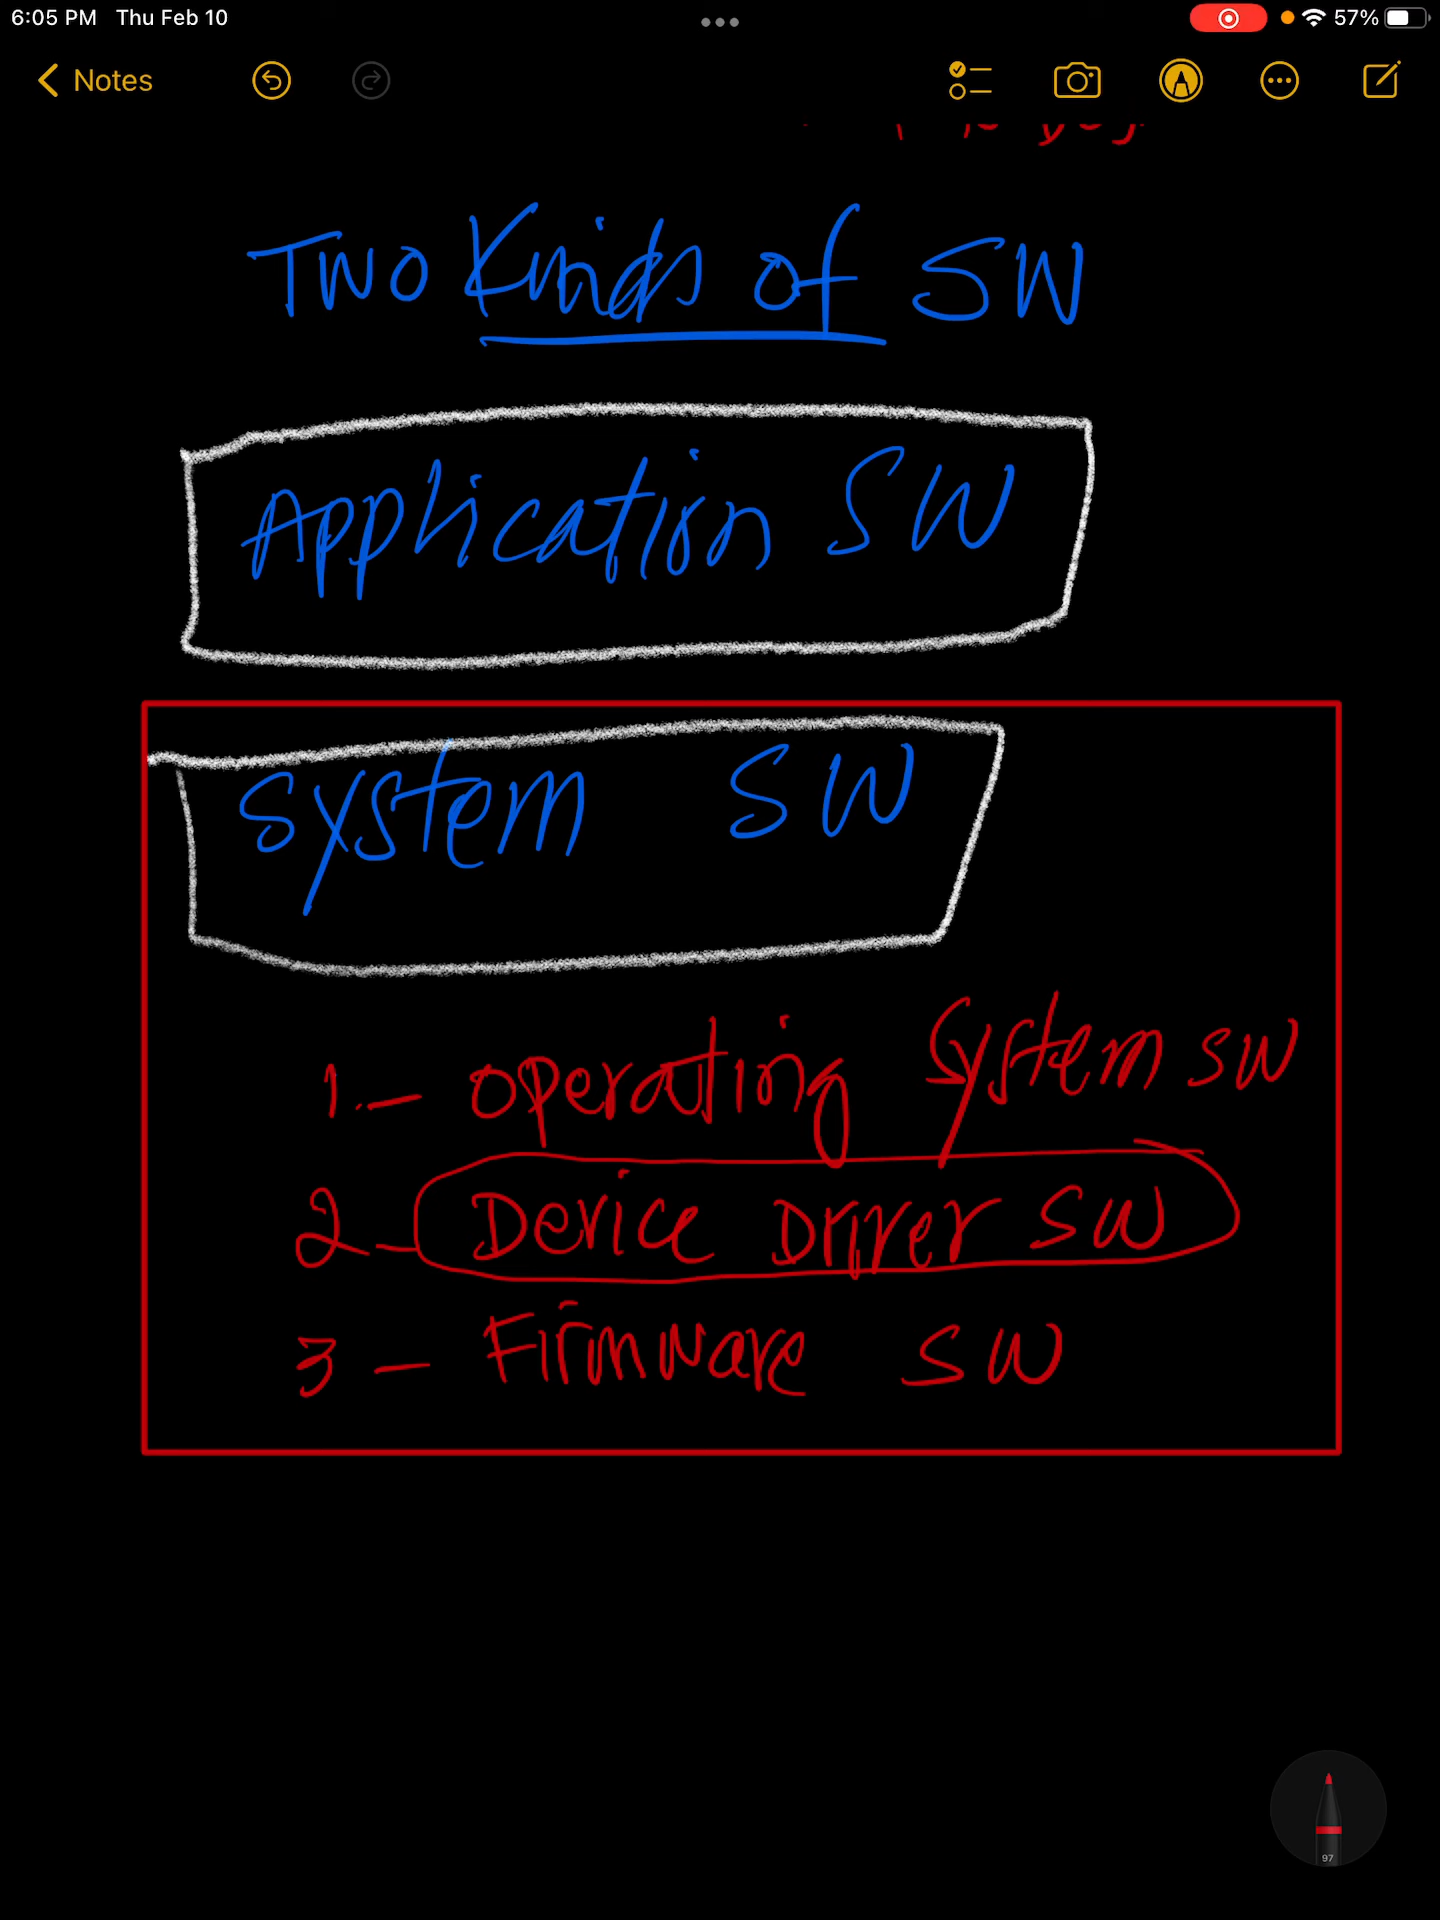 6:05 PM Thu Feb 10
57%
Notes
TWO Kinds of SW
Application SW
System SW
1.- Operating System SW
2- Device Driver SW
3 - Firmware SW
97